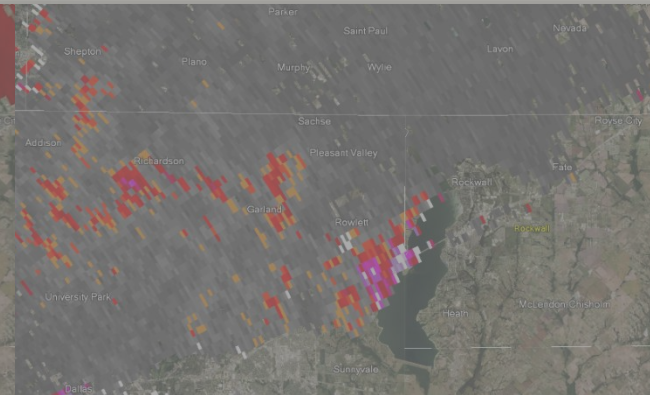 Parker
Saint Paul
Nevada
Shepton
Lavon
Plano
Murphy
Wylie
Sachse
Royse City
Addison
Pleasant Valley
Richardson
Fate
Rockwall
Garland
Rowlett
Rockwall
University Park
McLendon-Chisholm
Heath
Sunnyvale
Dallas